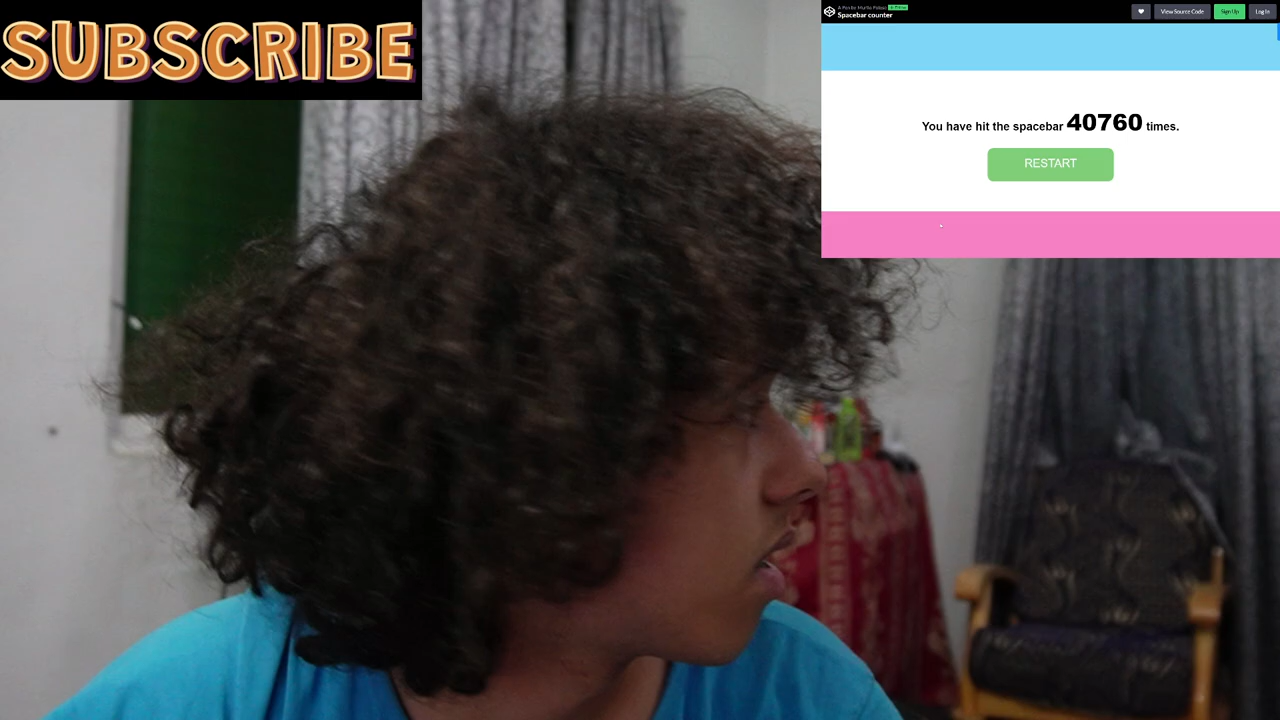 SUBSCRIBE
Spacebar counter
View Source Code
Sign Up
Log In
You have hit the spacebar 40760 times.
RESTART